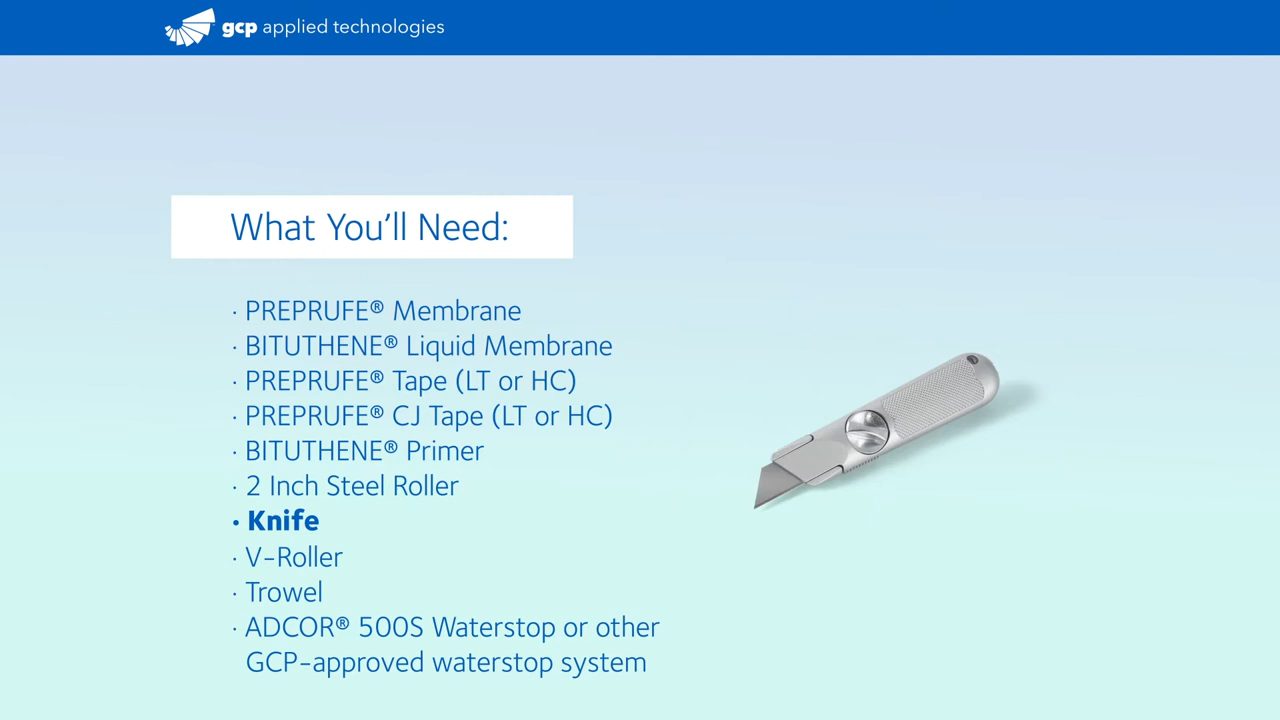 gcp applied technologies
What You'll Need:
· PREPRUFE® Membrane
· BITUTHENE® Liquid Membrane
· PREPRUFE® Tape (LT or HC)
· PREPRUFE® CJ Tape (LT or HC)
· BITUTHENE® Primer
· 2 Inch Steel Roller
• Knife
· V-Roller
· Trowel
· ADCOR® 500S Waterstop or other
GCP-approved waterstop system